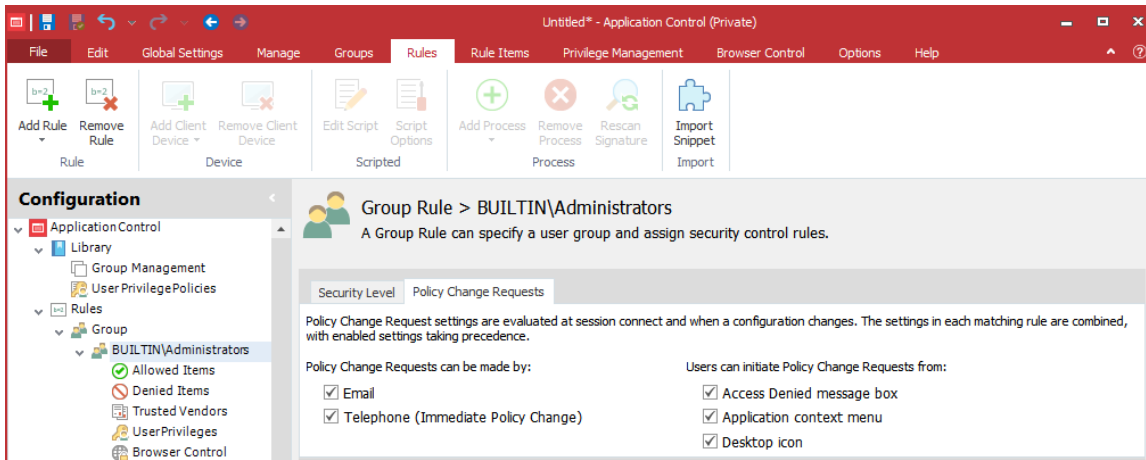 Untitled* - Application Control (Private)
File Edit Global Settings Manage Groups Rules Rule Items Privilege Management Browser Control Options Help
b=2 b=2
Add Rule Remove Rule Add Client Device Remove Client Device Edit Script Script Options Add Process Remove Process Rescan Signature Import Snippet
Rule Device Scripted Process Import
Configuration
Application Control
Library
Group Management
User Privilege Policies
Rules
Group
BUILTIN\Administrators
Allowed Items
Denied Items
Trusted Vendors
User Privileges
Browser Control
Group Rule > BUILTIN\Administrators
A Group Rule can specify a user group and assign security control rules.
Security Level Policy Change Requests
Policy Change Request settings are evaluated at session connect and when a configuration changes. The settings in each matching rule are combined,
with enabled settings taking precedence.
Policy Change Requests can be made by:
Email
Telephone (Immediate Policy Change)
Users can initiate Policy Change Requests from:
Access Denied message box
Application context menu
Desktop icon